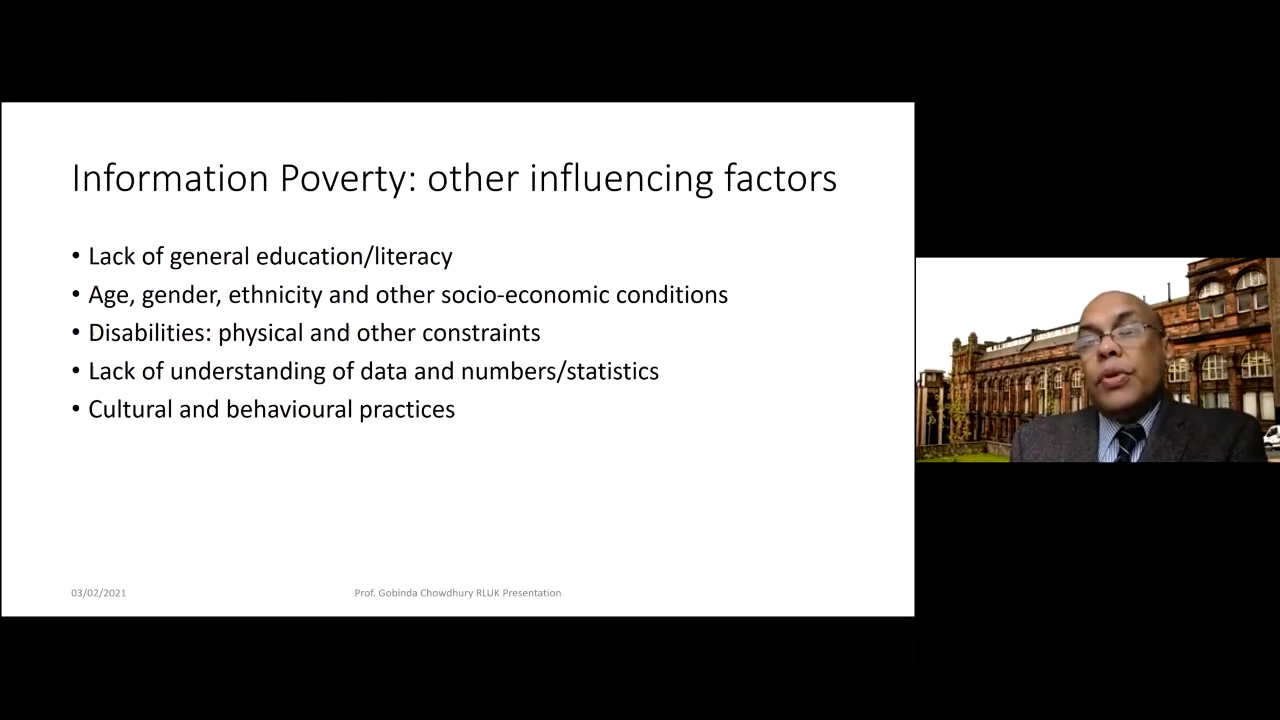 Information Poverty: other influencing factors
• Lack of general education/literacy
• Age, gender, ethnicity and other socio-economic conditions
• Disabilities: physical and other constraints
• Lack of understanding of data and numbers/statistics
• Cultural and behavioural practices
03/02/2021
Prof. Gobinda Chowdhury RLUK Presentation